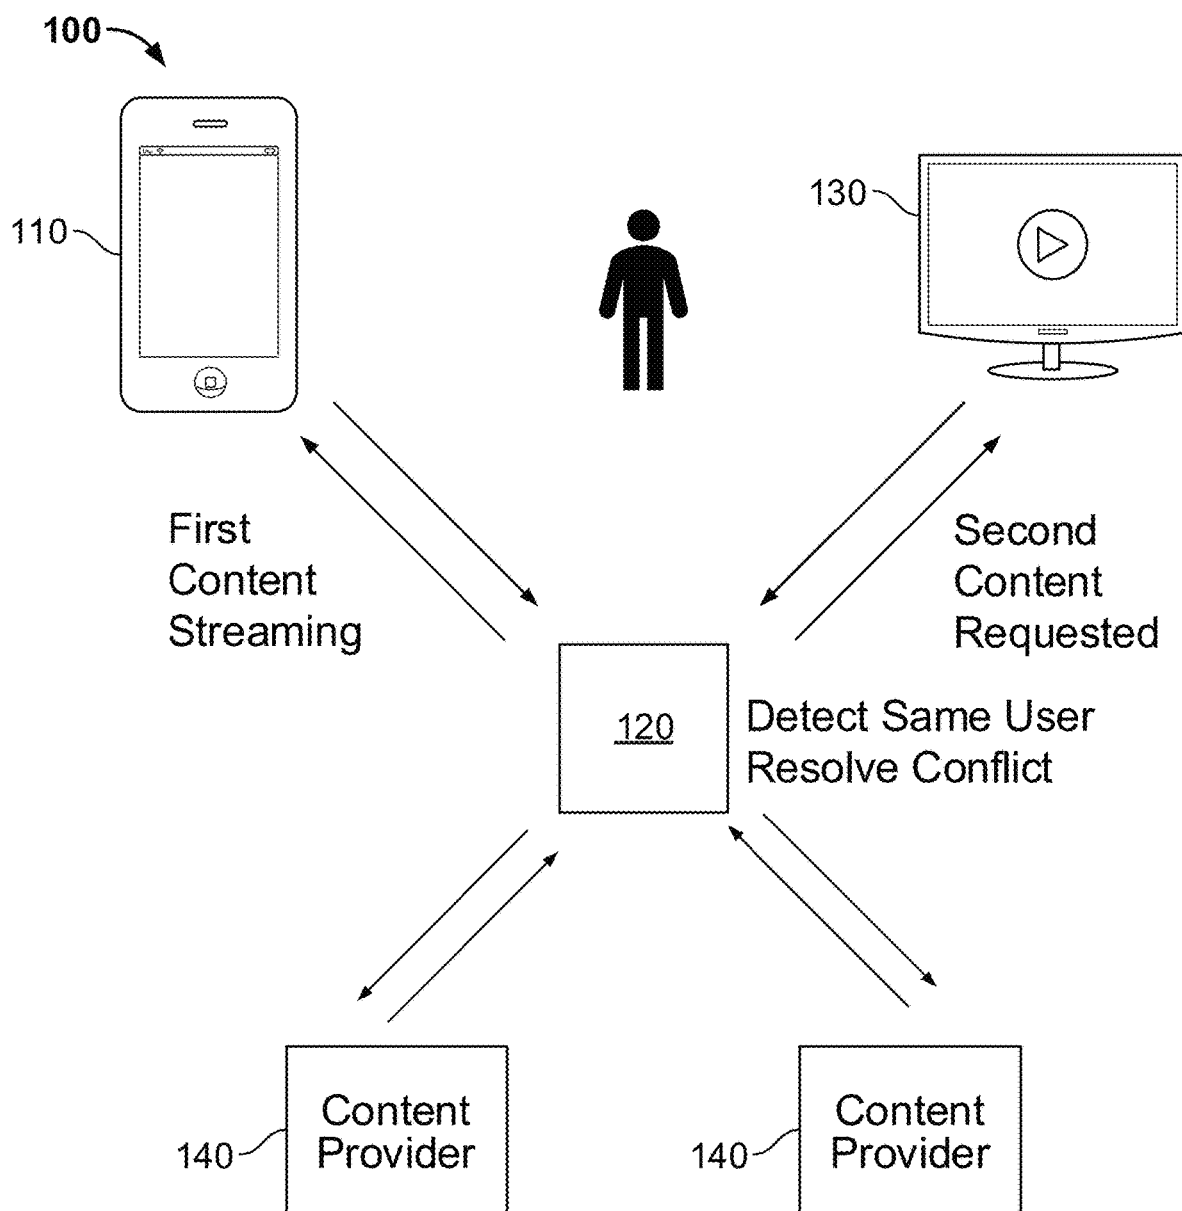 100
110
130
First
Content
Streaming
Second
Content
Requested
120
Detect Same User
Resolve Conflict
Content
Provider
140
Content
Provider
140